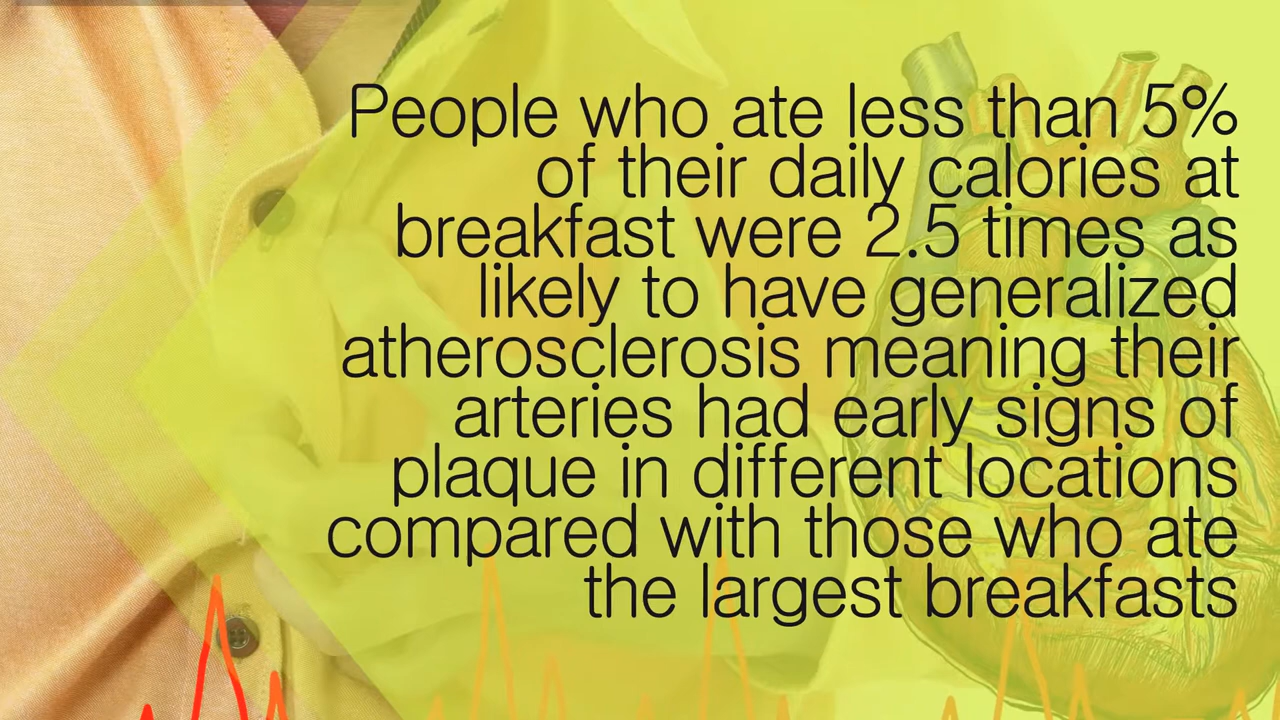 People who ate less than 5%
of their daily calories at
breakfast were 2.5 times as
likely to have generalized
atherosclerosis meaning their
arteries had early signs of
plaque in different locations
compared with those who ate
the largest breakfasts